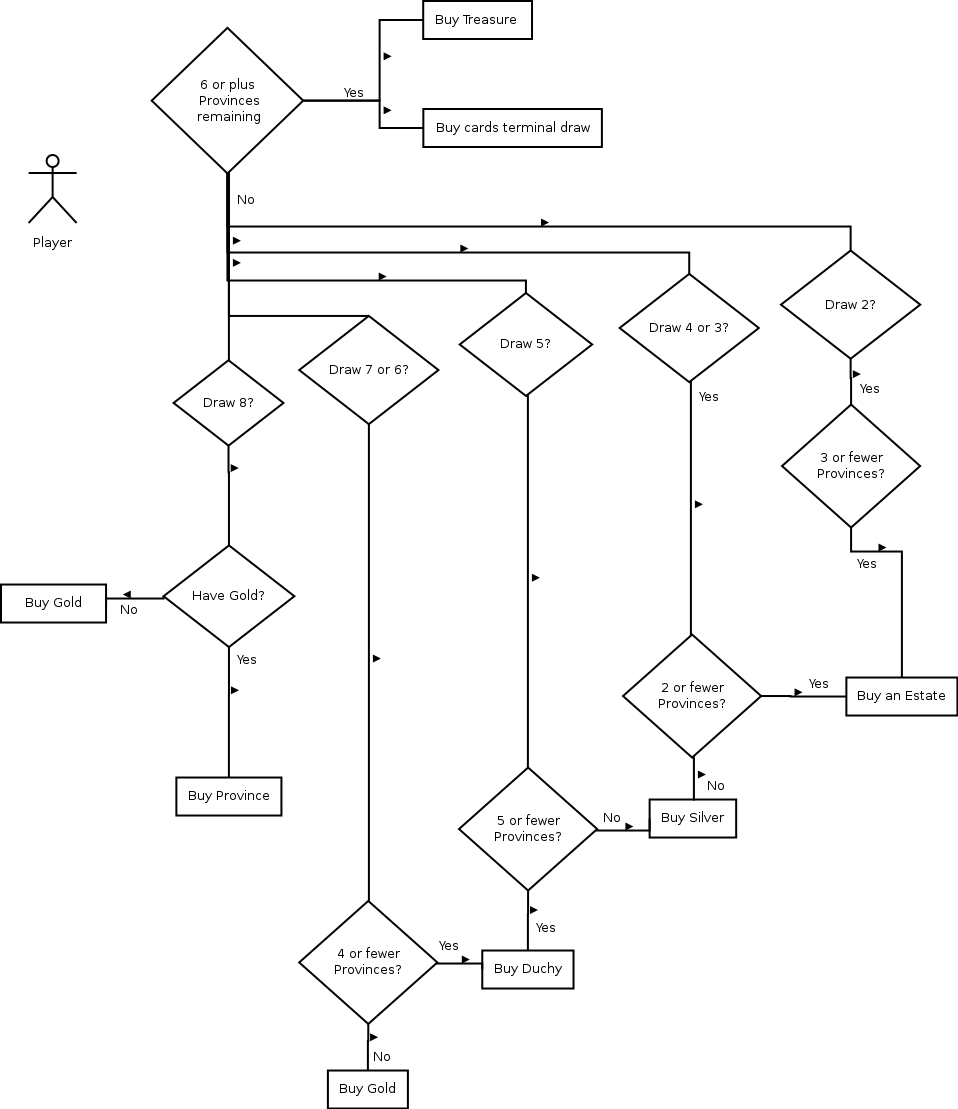 Buy Treasure
6 or plus
Provinces
remaining
Yes
Buy cards terminal draw
No
Player
Draw 2?
Draw 4 or 3?
Draw 5?
Draw 7 or 6?
Draw 8?
Yes
Yes
3 or fewer
Provinces?
Yes
Have Gold?
Buy Gold
No
Yes
2 or fewer
Provinces?
Yes
Buy an Estate
No
Buy Province
Buy Silver
5 or fewer
Provinces?
No
Yes
4 or fewer
Provinces?
Yes
Buy Duchy
No
Buy Gold